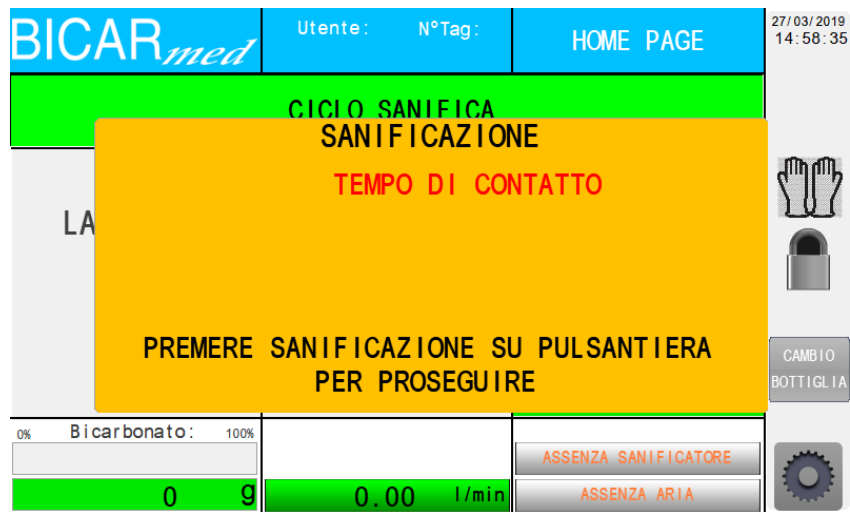 BICARmed
Utente: N°Tag:
HOME PAGE
27/03/2019
14:58:35
CICLO SANIFICA
SANIFICAZIONE
TEMPO DI CONTATTO
LA
PREMERE SANIFICAZIONE SU PULSANTIERA
PER PROSEGUIRE
CAMBIO
BOTTIGLIA
0% Bicarbonato: 100%
0 g
0.00 l/min
ASSENZA SANIFICATORE
ASSENZA ARIA